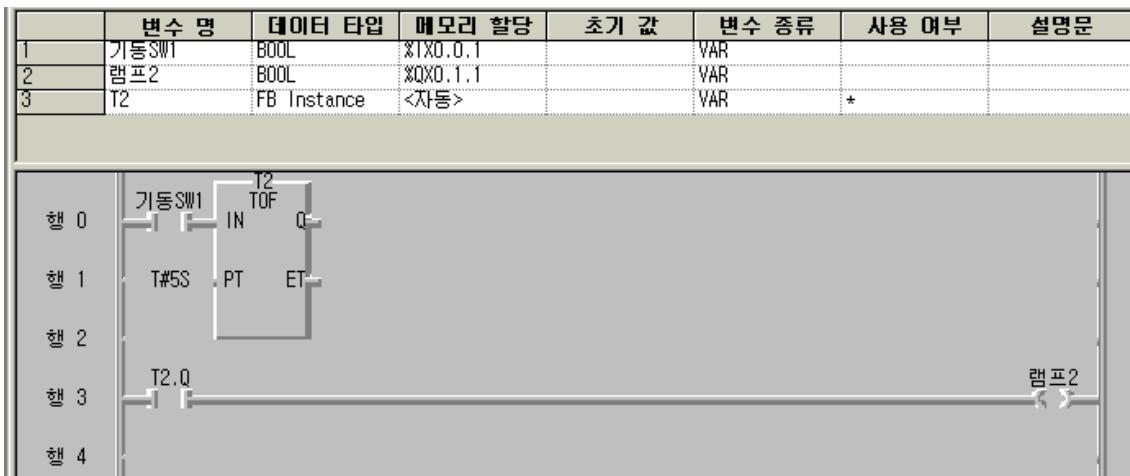 변수 명 데이터 타입 메모리 할당 초기 값 변수 종류 사용 여부 설명문
1 기동SW1 BOOL %IX0.0.1 VAR
2 램프2 BOOL %QX0.1.1 VAR
3 T2 FB Instance <자동> VAR *
T2
기동SW1 TOF
행 0 IN Q
행 1 T#5S PT ET
행 2
T2.Q 램프2
행 3
행 4